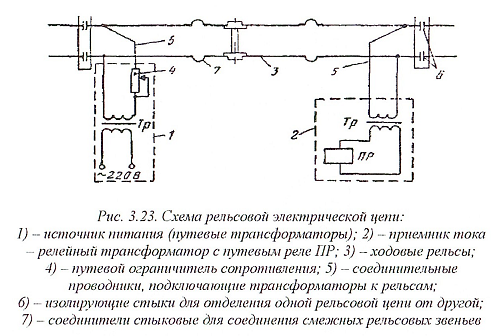 5
4
7
3
5
6
Тр
1
2
Тр
ПР
~220 В
Рис. 3.23. Схема рельсовой электрической цепи:
1) – источник питания (путевые трансформаторы); 2) – приемник тока
– релейный трансформатор с путевым реле ПР; 3) – ходовые рельсы;
4) – путевой ограничитель сопротивления; 5) – соединительные
проводники, подключающие трансформаторы к рельсам;
6) – изолирующие стыки для отделения одной рельсовой цепи от другой;
7) – соединители стыковые для соединения смежных рельсовых звеньев